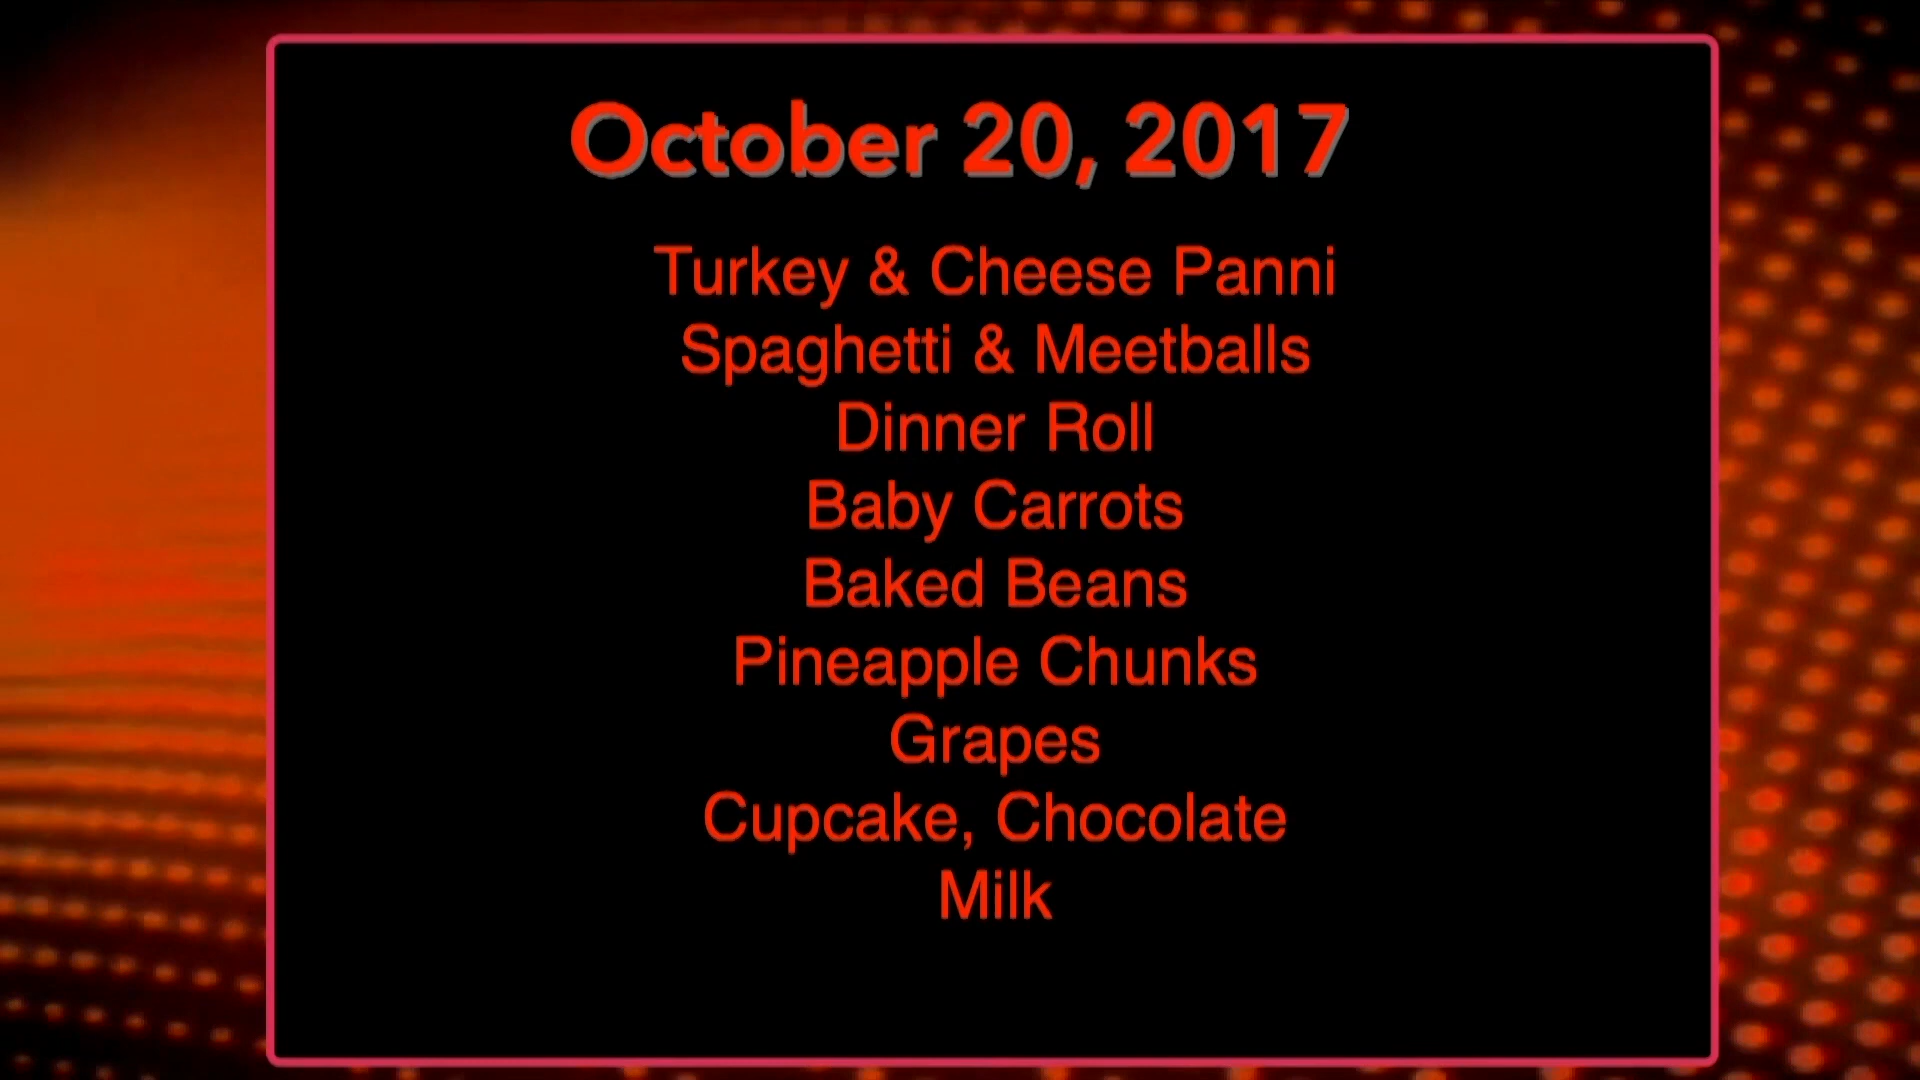 October 20, 2017
Turkey & Cheese Panni
Spaghetti & Meetballs
Dinner Roll
Baby Carrots
Baked Beans
Pineapple Chunks
Grapes
Cupcake, Chocolate
Milk